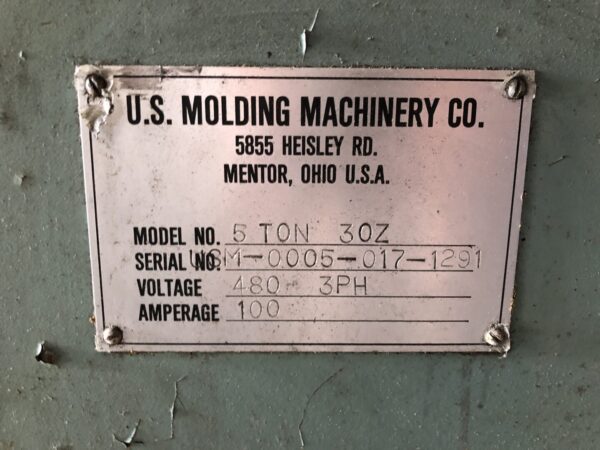 U.S. MOLDING MACHINERY CO.
5855 HEISLEY RD.
MENTOR, OHIO U.S.A.
MODEL NO. 5 TON 3OZ
SERIAL NO. USM-0005-017-1291
VOLTAGE 480- 3PH
AMPERAGE 100